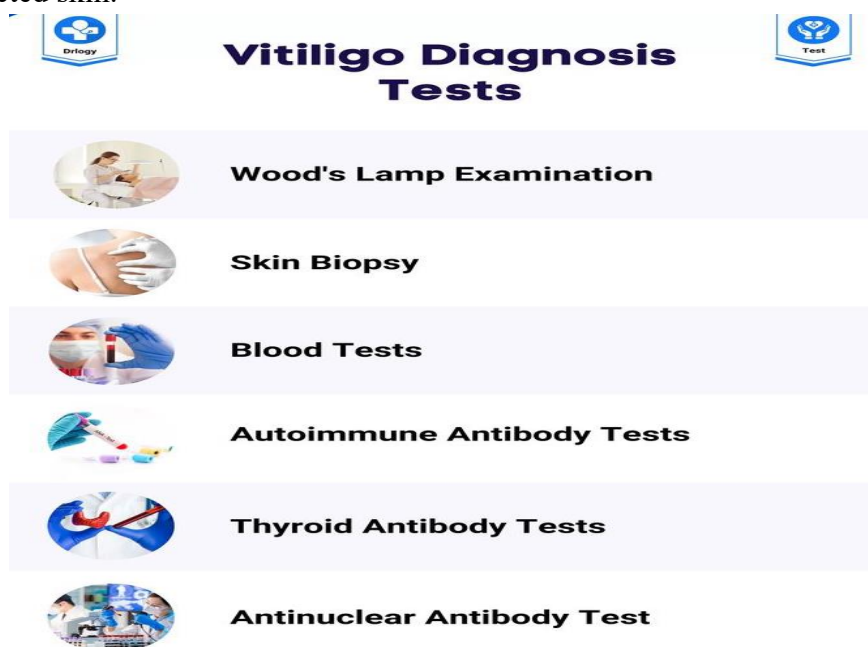 Drlogy
Test
Vitiligo Diagnosis
Tests
Wood's Lamp Examination
Skin Biopsy
Blood Tests
Autoimmune Antibody Tests
Thyroid Antibody Tests
Antinuclear Antibody Test